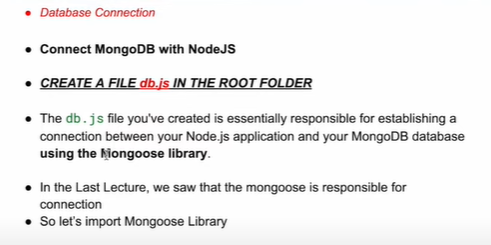 ● Database Connection
● Connect MongoDB with NodeJS
● CREATE A FILE db.js IN THE ROOT FOLDER
● The db.js file you've created is essentially responsible for establishing a
connection between your Node.js application and your MongoDB database
using the Mongoose library.
● In the Last Lecture, we saw that the mongoose is responsible for
connection
● So let's import Mongoose Library